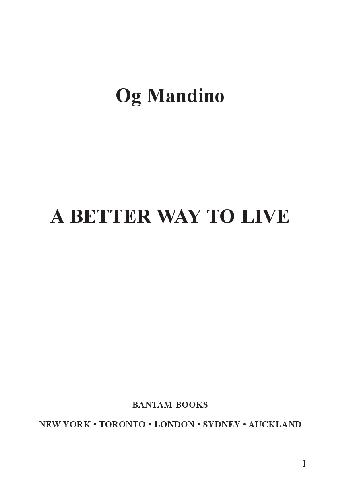 Og Mandino
A BETTER WAY TO LIVE
BANTAM BOOKS
NEW YORK • TORONTO • LONDON • SYDNEY • AUCKLAND
1